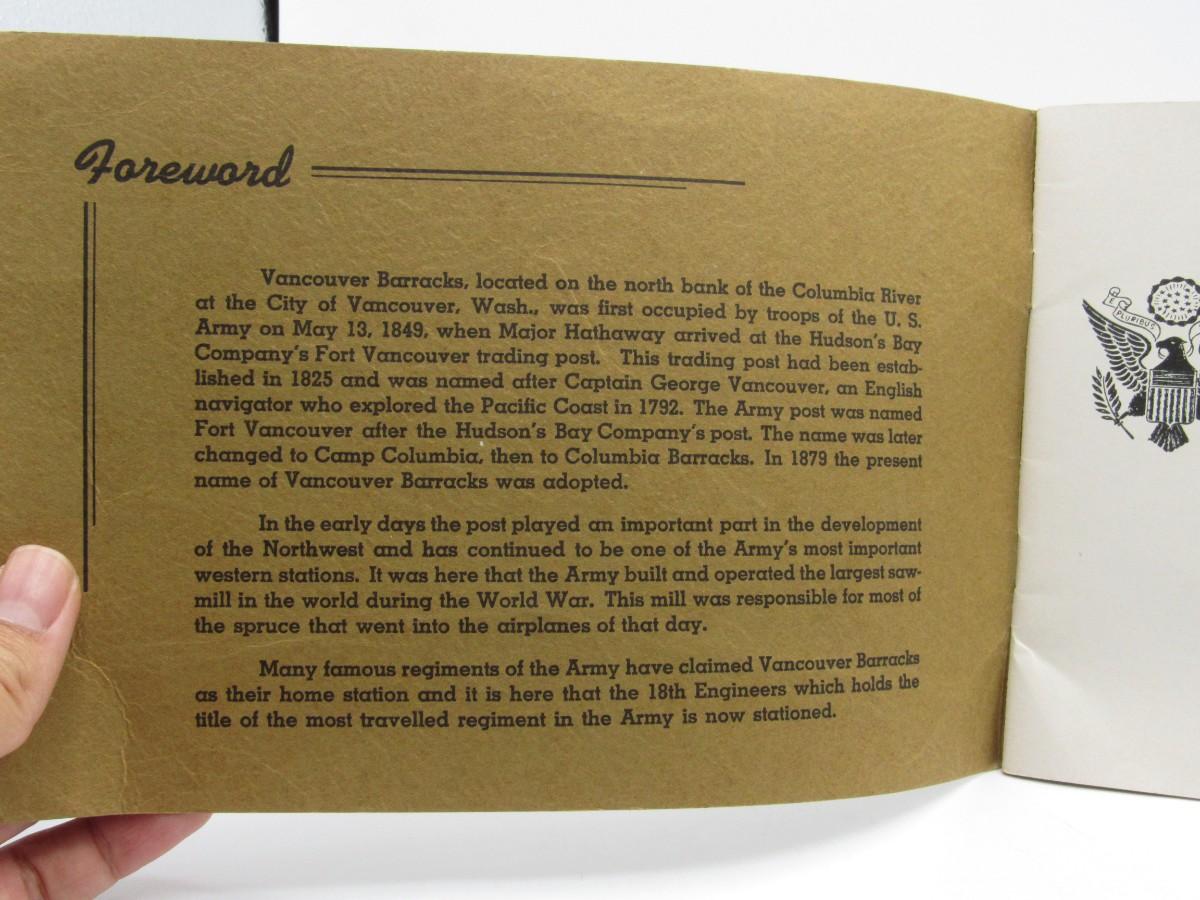 Foreword
Vancouver Barracks, located on the north bank of the Columbia River
at the City of Vancouver, Wash., was first occupied by troops of the U. S.
Army on May 13, 1849, when Major Hathaway arrived at the Hudson's Bay
Company's Fort Vancouver trading post. This trading post had been estab-
lished in 1825 and was named after Captain George Vancouver, an English
navigator who explored the Pacific Coast in 1792. The Army post was named
Fort Vancouver after the Hudson's Bay Company's post. The name was later
changed to Camp Columbia, then to Columbia Barracks. In 1879 the present
name of Vancouver Barracks was adopted.
In the early days the post played an important part in the development
of the Northwest and has continued to be one of the Army's most important
western stations. It was here that the Army built and operated the largest saw-
mill in the world during the World War. This mill was responsible for most of
the spruce that went into the airplanes of that day.
Many famous regiments of the Army have claimed Vancouver Barracks
as their home station and it is here that the 18th Engineers which holds the
title of the most travelled regiment in the Army is now stationed.
E PLURIBUS